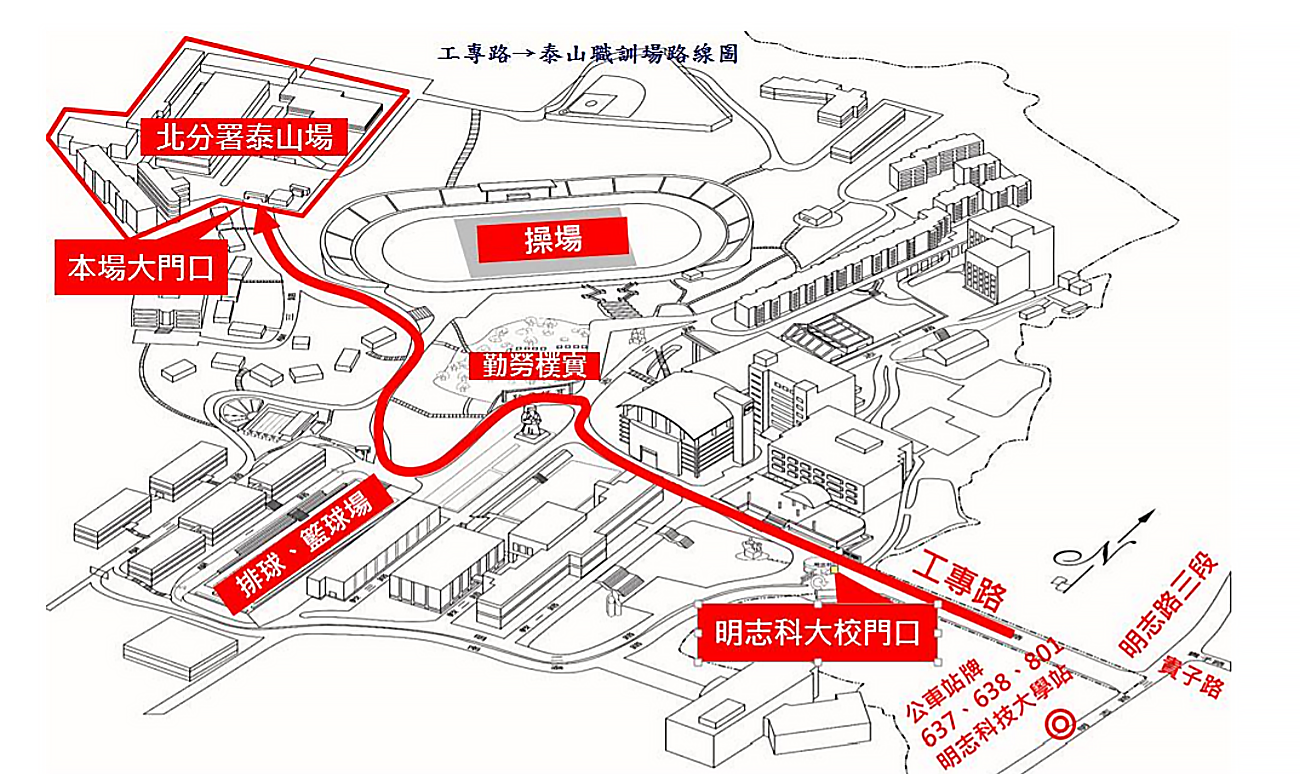 工專路→泰山職訓場路線圖
北分署泰山場
操場
本場大門口
勤勞樸實
排球、籃球場
工專路
明志路三段
明志科大校門口
貴子路
公車站牌
637、638、801
明志科技大學站